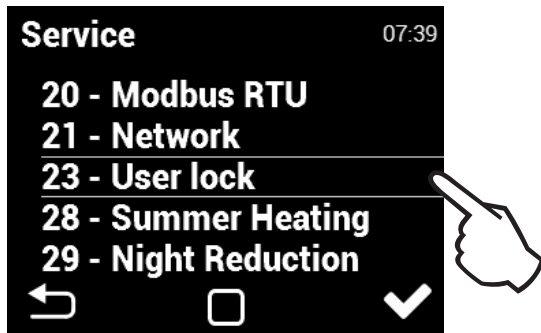 Service 07:39
20 - Modbus RTU
21 - Network
23 - User lock
28 - Summer Heating
29 - Night Reduction